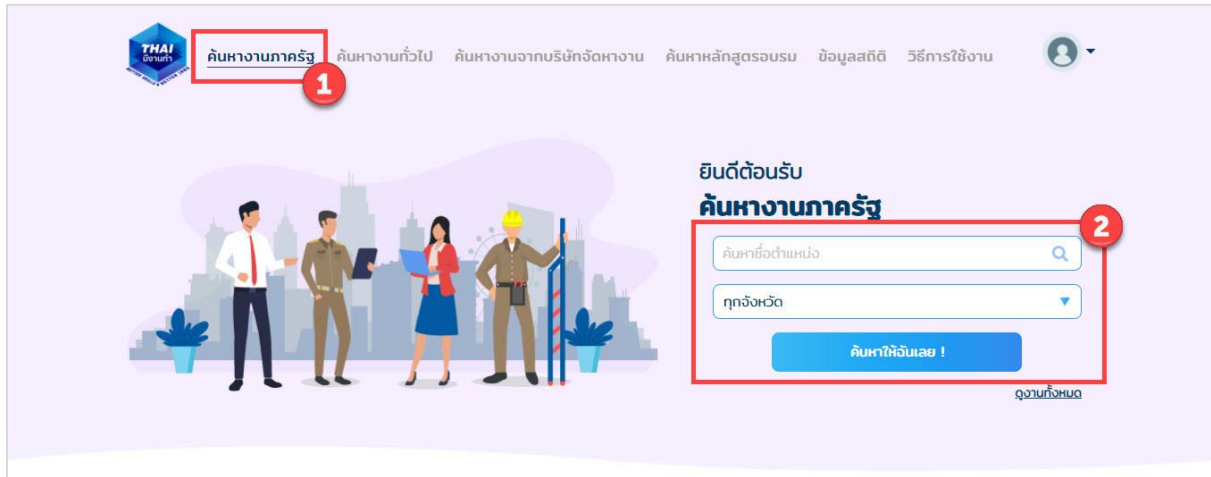 THAI
มีงานทำ
ค้นหางานภาครัฐ ค้นหางานทั่วไป ค้นหางานจากบริษัทจัดหางาน ค้นหาหลักสูตรอบรม ข้อมูลสถิติ วิธีการใช้งาน
1
ยินดีต้อนรับ
ค้นหางานภาครัฐ
2
ค้นหาชื่อตำแหน่ง
ทุกจังหวัด
ค้นหาให้ฉันเลย !
ดูงานทั้งหมด